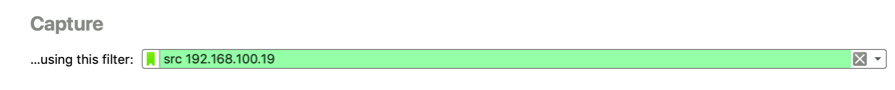 Capture
...using this filter: src 192.168.100.19